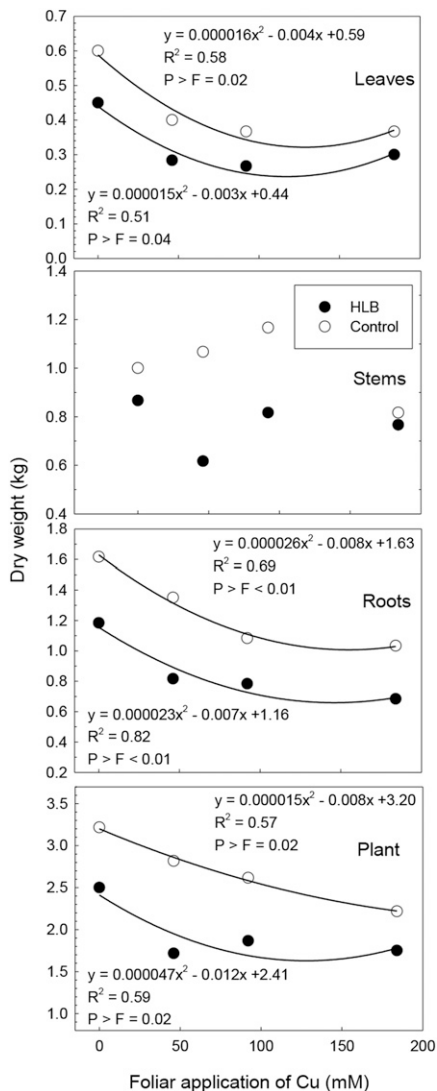 0.7
y = 0.000016x² - 0.004x +0.59
0.6
R² = 0.58
0.5
P > F = 0.02
Leaves
0.4
0.3
0.2
y = 0.000015x² - 0.003x +0.44
0.1
R² = 0.51
P > F = 0.04
0.0
1.4
HLB
1.2
Control
1.0
Stems
0.8
0.6
0.4
Dry weight (kg)
1.8
y = 0.000026x² - 0.008x +1.63
1.6
R² = 0.69
1.4
P > F < 0.01
1.2
Roots
1.0
0.8
0.6
y = 0.000023x² - 0.007x +1.16
0.4
R² = 0.82
P > F < 0.01
0.2
y = 0.000015x² - 0.008x +3.20
3.5
R² = 0.57
3.0
P > F = 0.02
Plant
2.5
2.0
1.5
y = 0.000047x² - 0.012x +2.41
R² = 0.59
1.0
P > F = 0.02
0 50 100 150 200
Foliar application of Cu (mM)